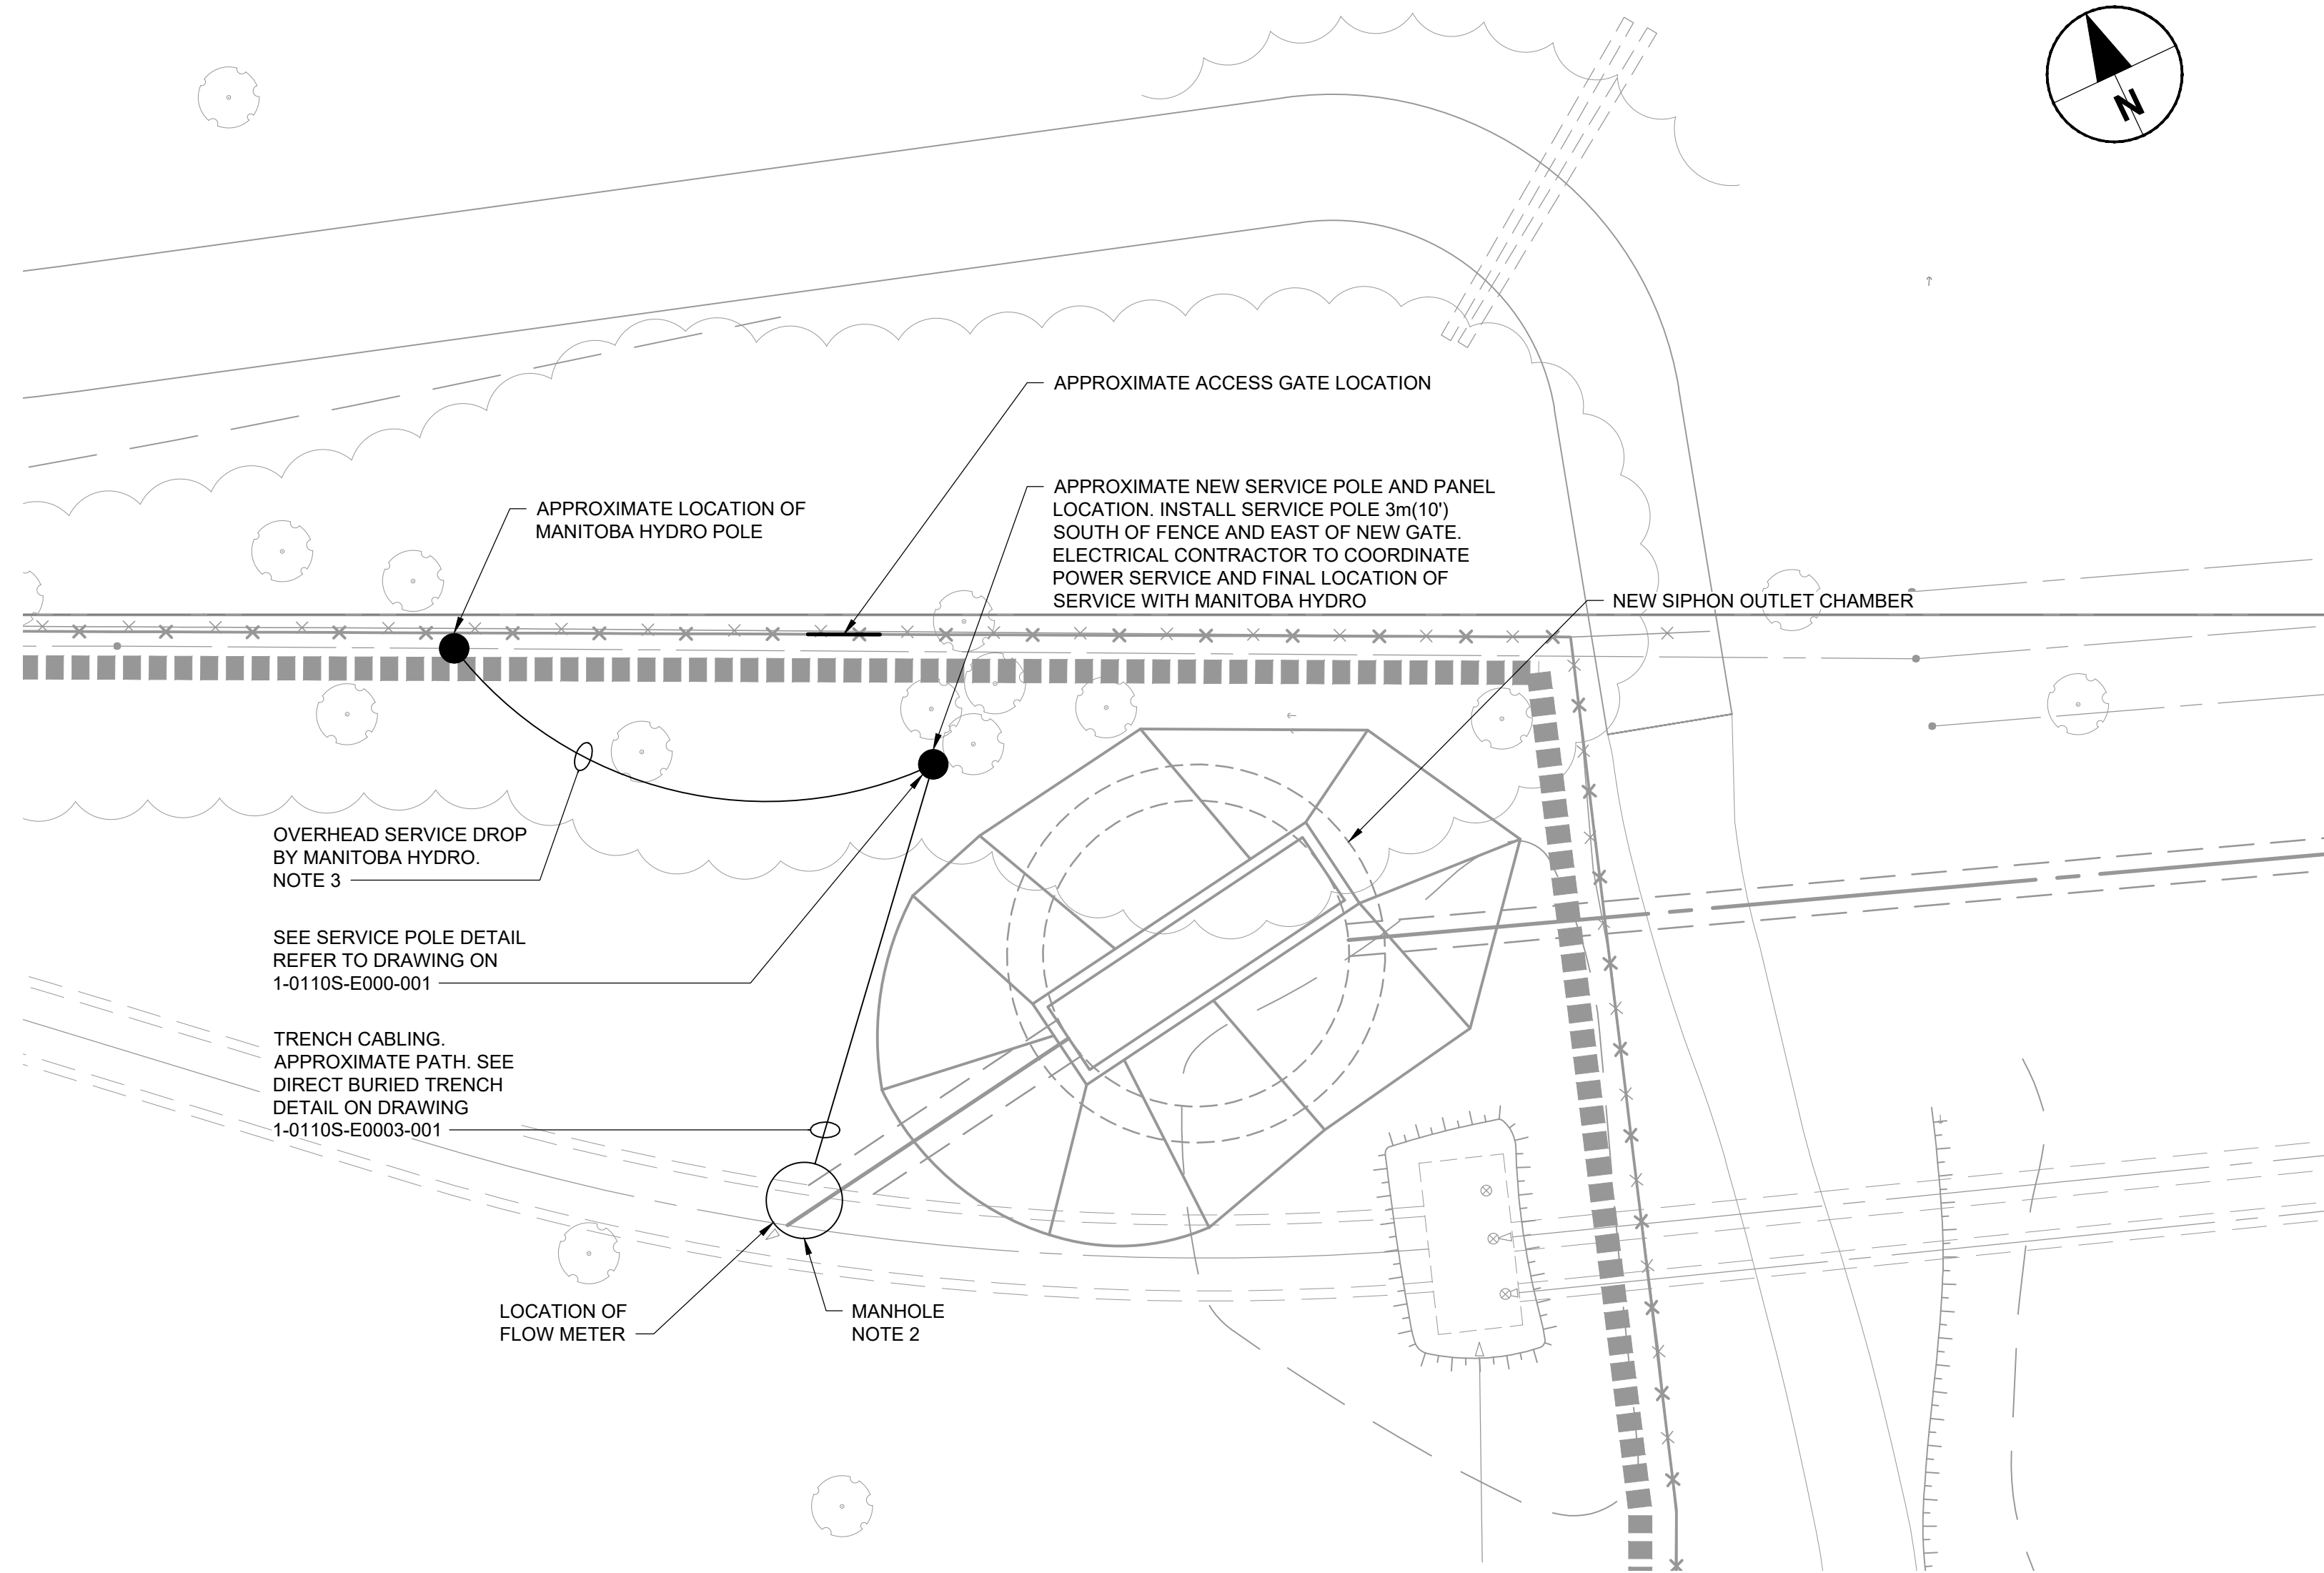 N
APPROXIMATE ACCESS GATE LOCATION
APPROXIMATE LOCATION OF
MANITOBA HYDRO POLE
APPROXIMATE NEW SERVICE POLE AND PANEL
LOCATION. INSTALL SERVICE POLE 3m(10')
SOUTH OF FENCE AND EAST OF NEW GATE.
ELECTRICAL CONTRACTOR TO COORDINATE
POWER SERVICE AND FINAL LOCATION OF
SERVICE WITH MANITOBA HYDRO
NEW SIPHON OUTLET CHAMBER
OVERHEAD SERVICE DROP
BY MANITOBA HYDRO.
NOTE 3
SEE SERVICE POLE DETAIL
REFER TO DRAWING ON
1-0110S-E000-001
TRENCH CABLING.
APPROXIMATE PATH. SEE
DIRECT BURIED TRENCH
DETAIL ON DRAWING
1-0110S-E0003-001
LOCATION OF
FLOW METER
MANHOLE
NOTE 2